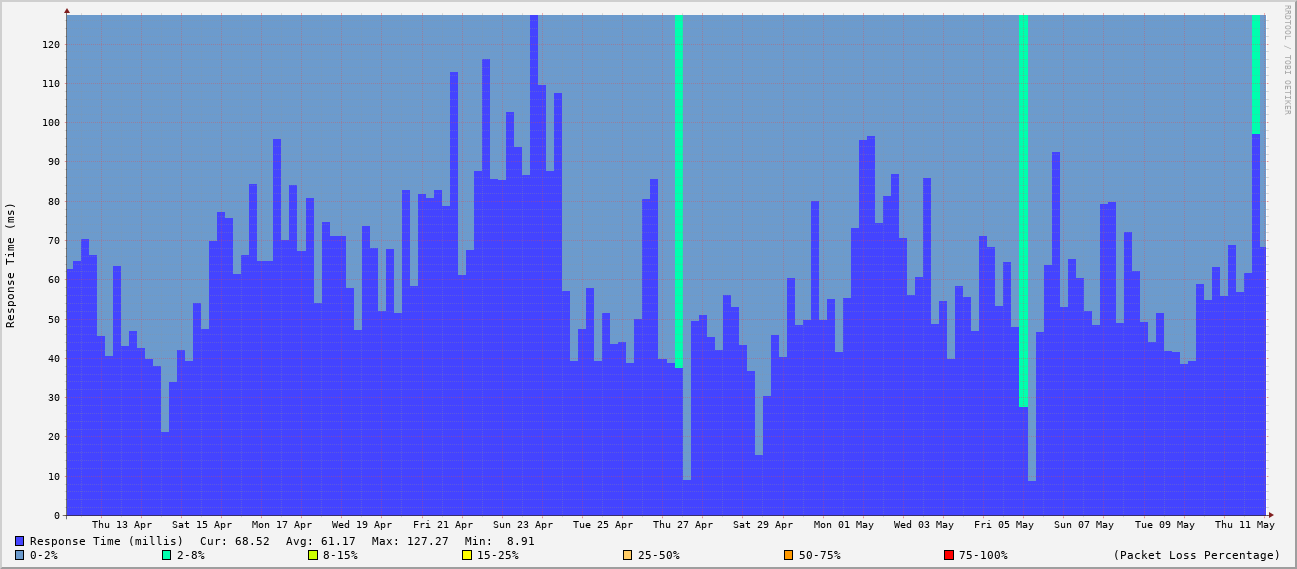 RRDTOOL / TOBI OETIKER
Response Time (ms)
120
110
100
90
80
70
60
50
40
30
20
10
0
Thu 13 Apr Sat 15 Apr Mon 17 Apr Wed 19 Apr Fri 21 Apr Sun 23 Apr Tue 25 Apr Thu 27 Apr Sat 29 Apr Mon 01 May Wed 03 May Fri 05 May Sun 07 May Tue 09 May Thu 11 May
Response Time (millis) Cur: 68.52 Avg: 61.17 Max: 127.27 Min: 8.91
0-2% 2-8% 8-15% 15-25% 25-50% 50-75% 75-100% (Packet Loss Percentage)